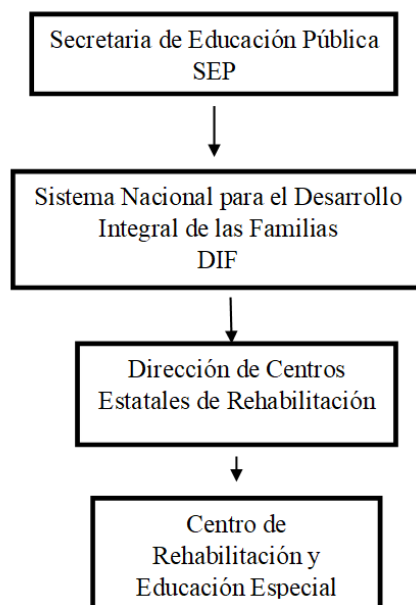 Secretaria de Educación Pública
SEP
Sistema Nacional para el Desarrollo
Integral de las Familias
DIF
Dirección de Centros
Estatales de Rehabilitación
Centro de
Rehabilitación y
Educación Especial